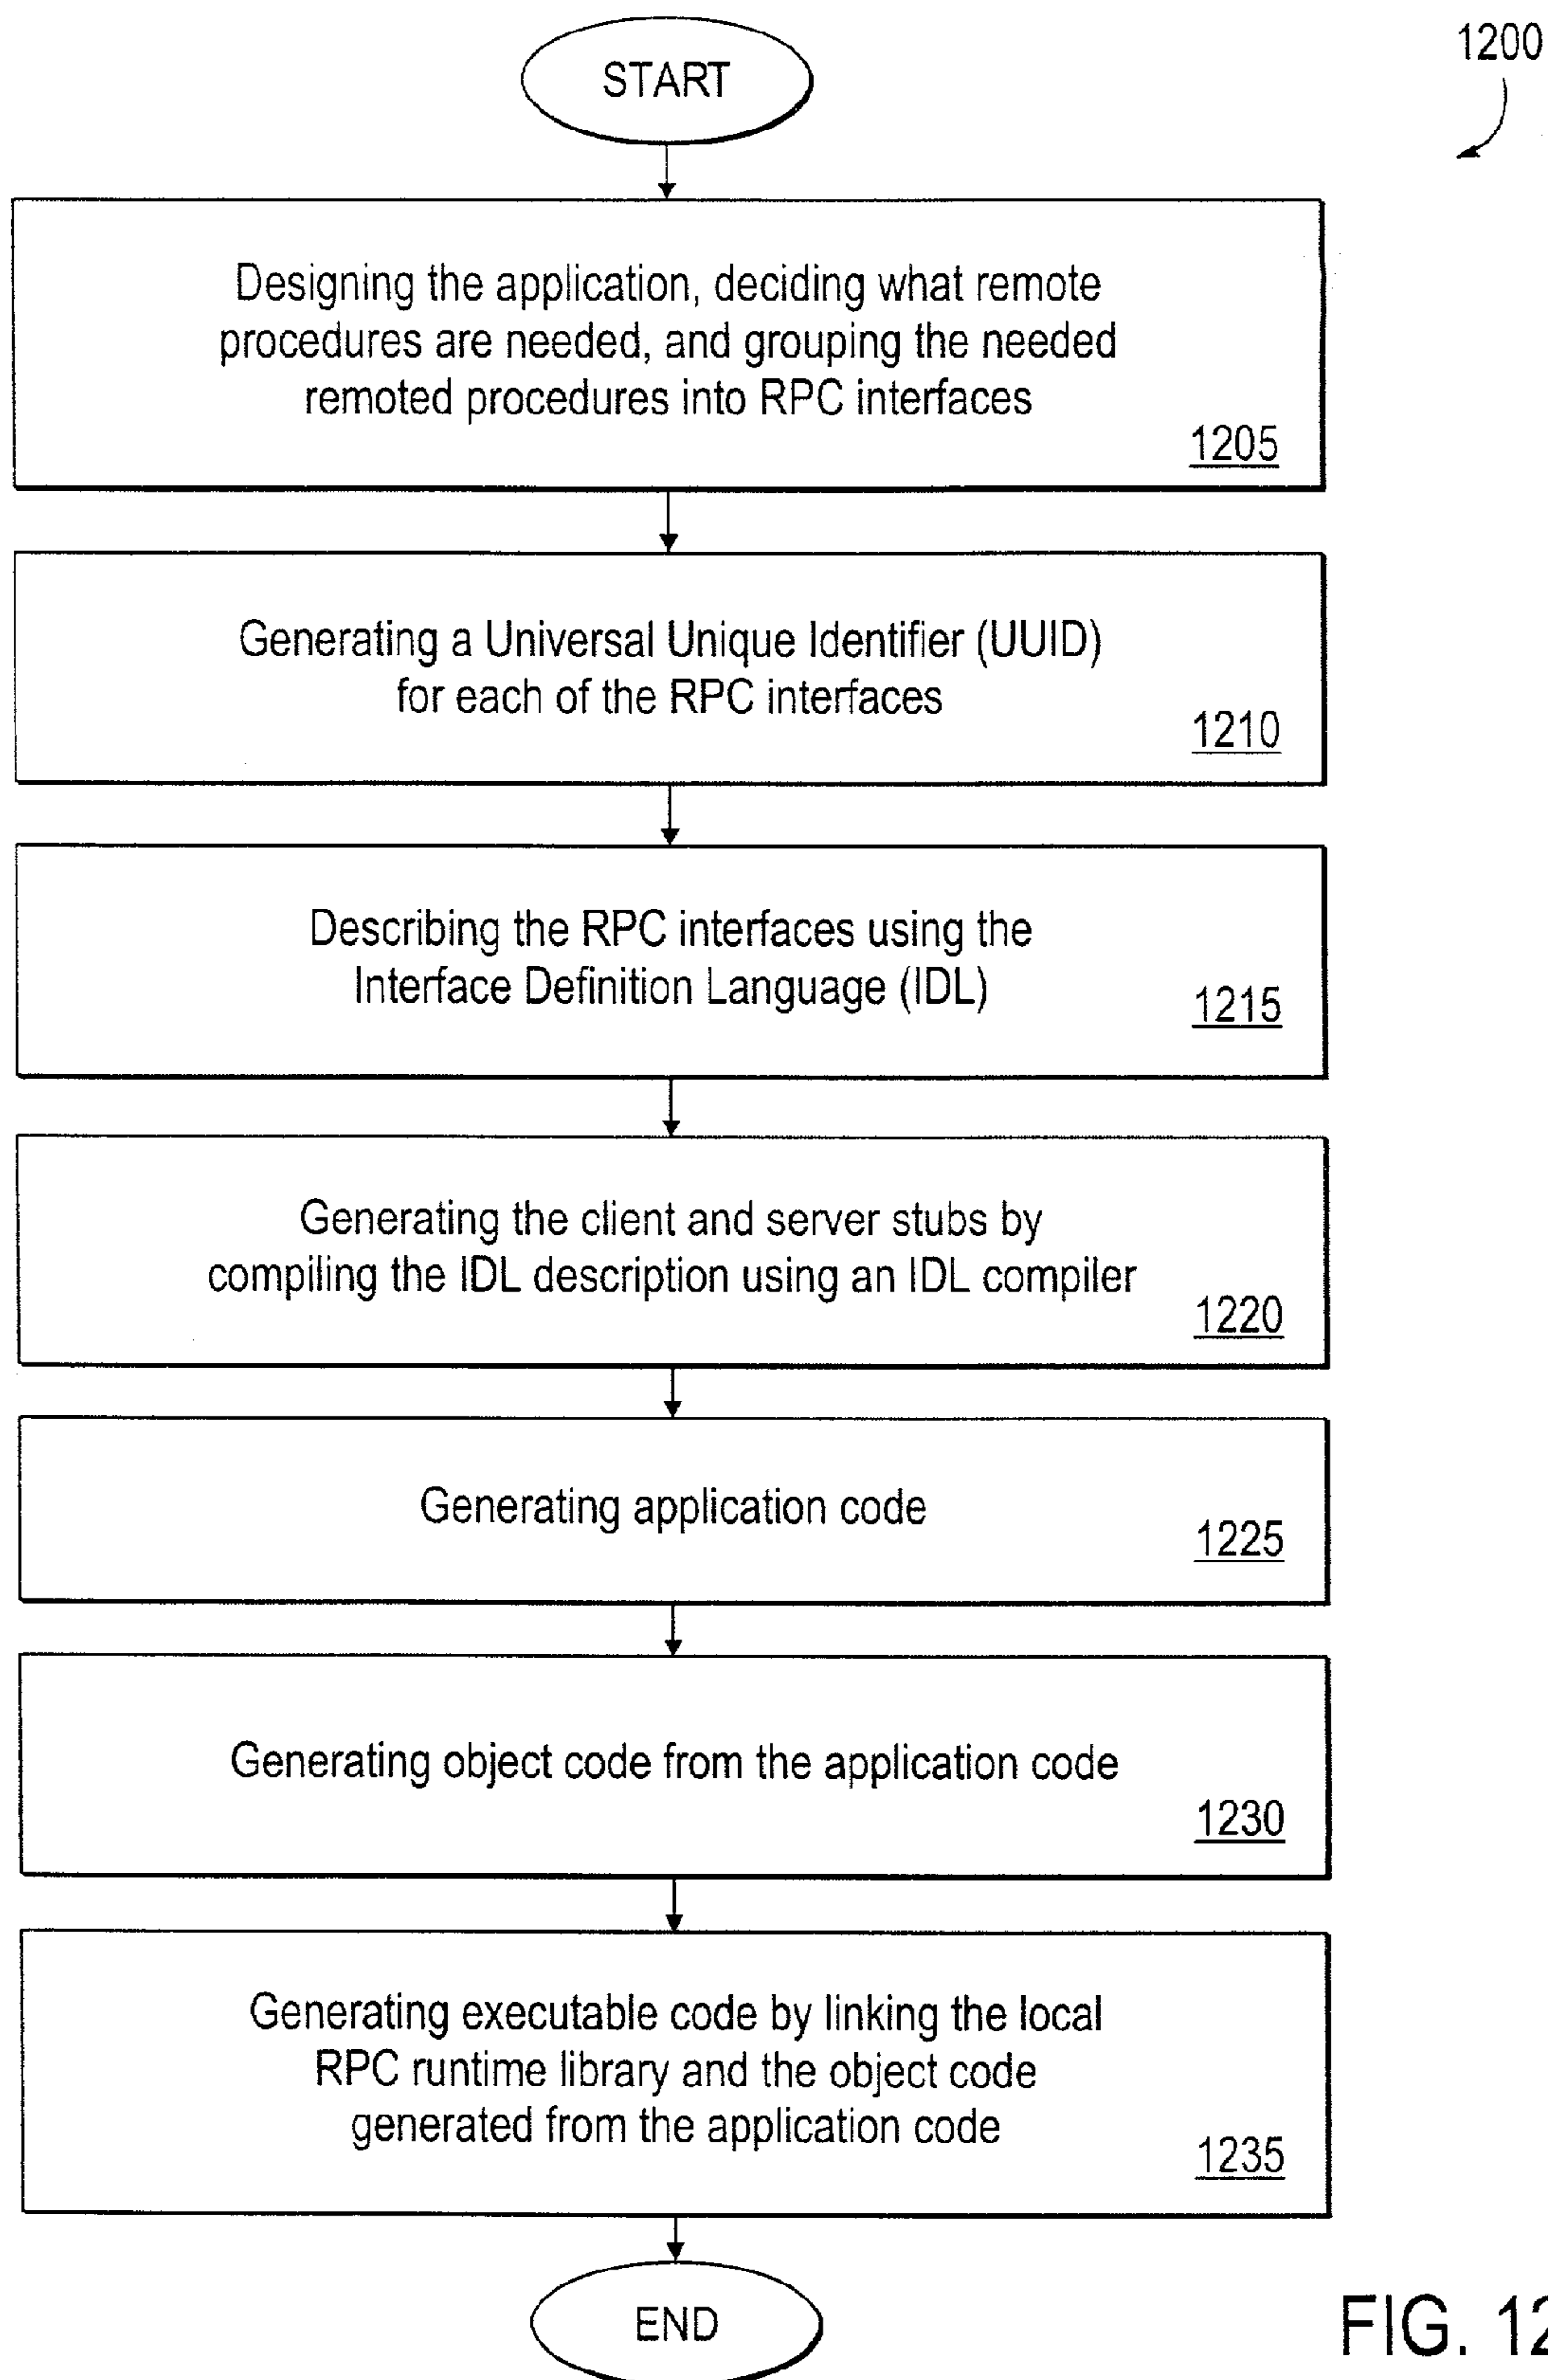 START
1200
Designing the application, deciding what remote
procedures are needed, and grouping the needed
remoted procedures into RPC interfaces
1205
Generating a Universal Unique Identifier (UUID)
for each of the RPC interfaces
1210
Describing the RPC interfaces using the
Interface Definition Language (IDL)
1215
Generating the client and server stubs by
compiling the IDL description using an IDL compiler
1220
Generating application code
1225
Generating object code from the application code
1230
Generating executable code by linking the local
RPC runtime library and the object code
generated from the application code
1235
END
FIG. 12